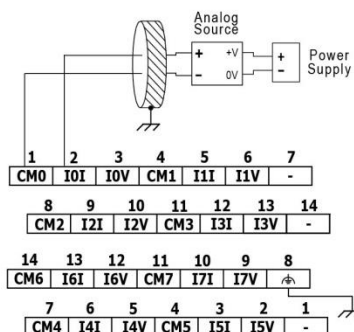 Analog
Source
+ +V + Power
- 0V - Supply
1 2 3 4 5 6 7
CM0 I0I I0V CM1 I1I I1V -
8 9 10 11 12 13 14
CM2 I2I I2V CM3 I3I I3V -
14 13 12 11 10 9 8
CM6 I6I I6V CM7 I7I I7V
7 6 5 4 3 2 1
CM4 I4I I4V CM5 I5I I5V -